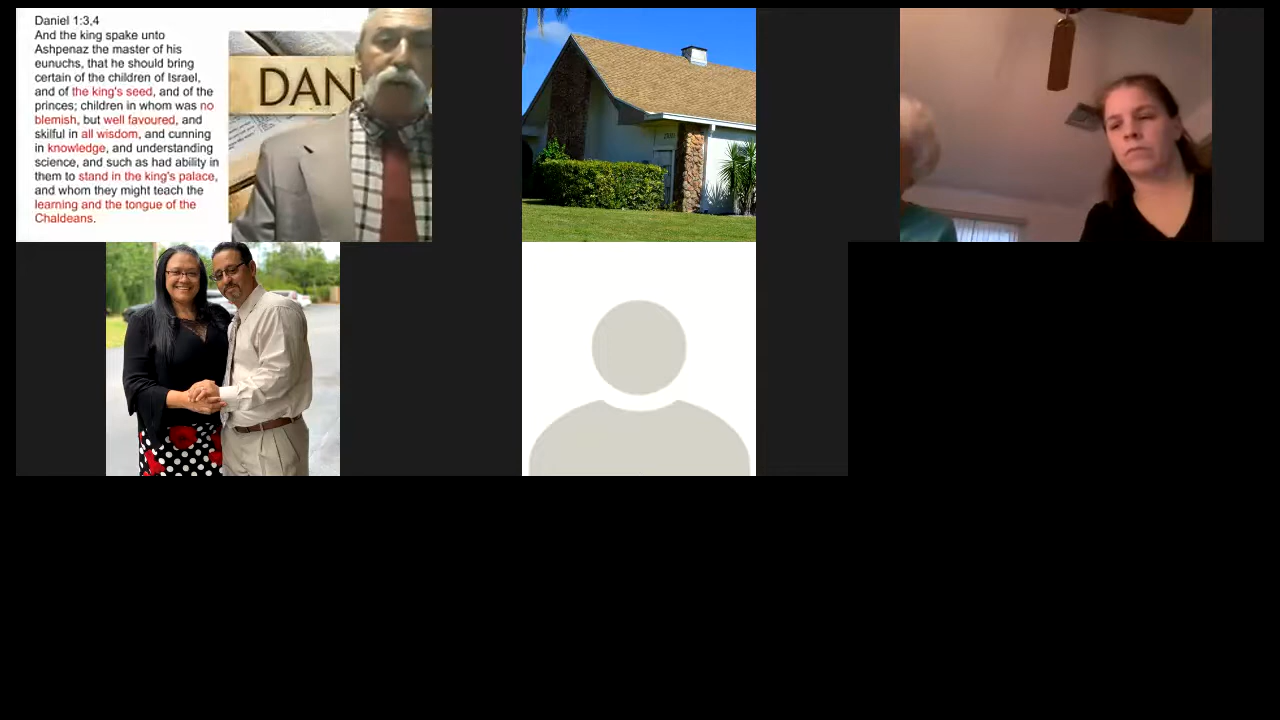 Daniel 1:3,4
And the king spake unto
Ashpenaz the master of his
eunuchs, that he should bring
certain of the children of Israel,
and of the king's seed, and of the
princes; children in whom was no
blemish, but well favoured, and
skilful in all wisdom, and cunning
in knowledge, and understanding
science, and such as had ability in
them to stand in the king's palace,
and whom they might teach the
learning and the tongue of the
Chaldeans.
DAN